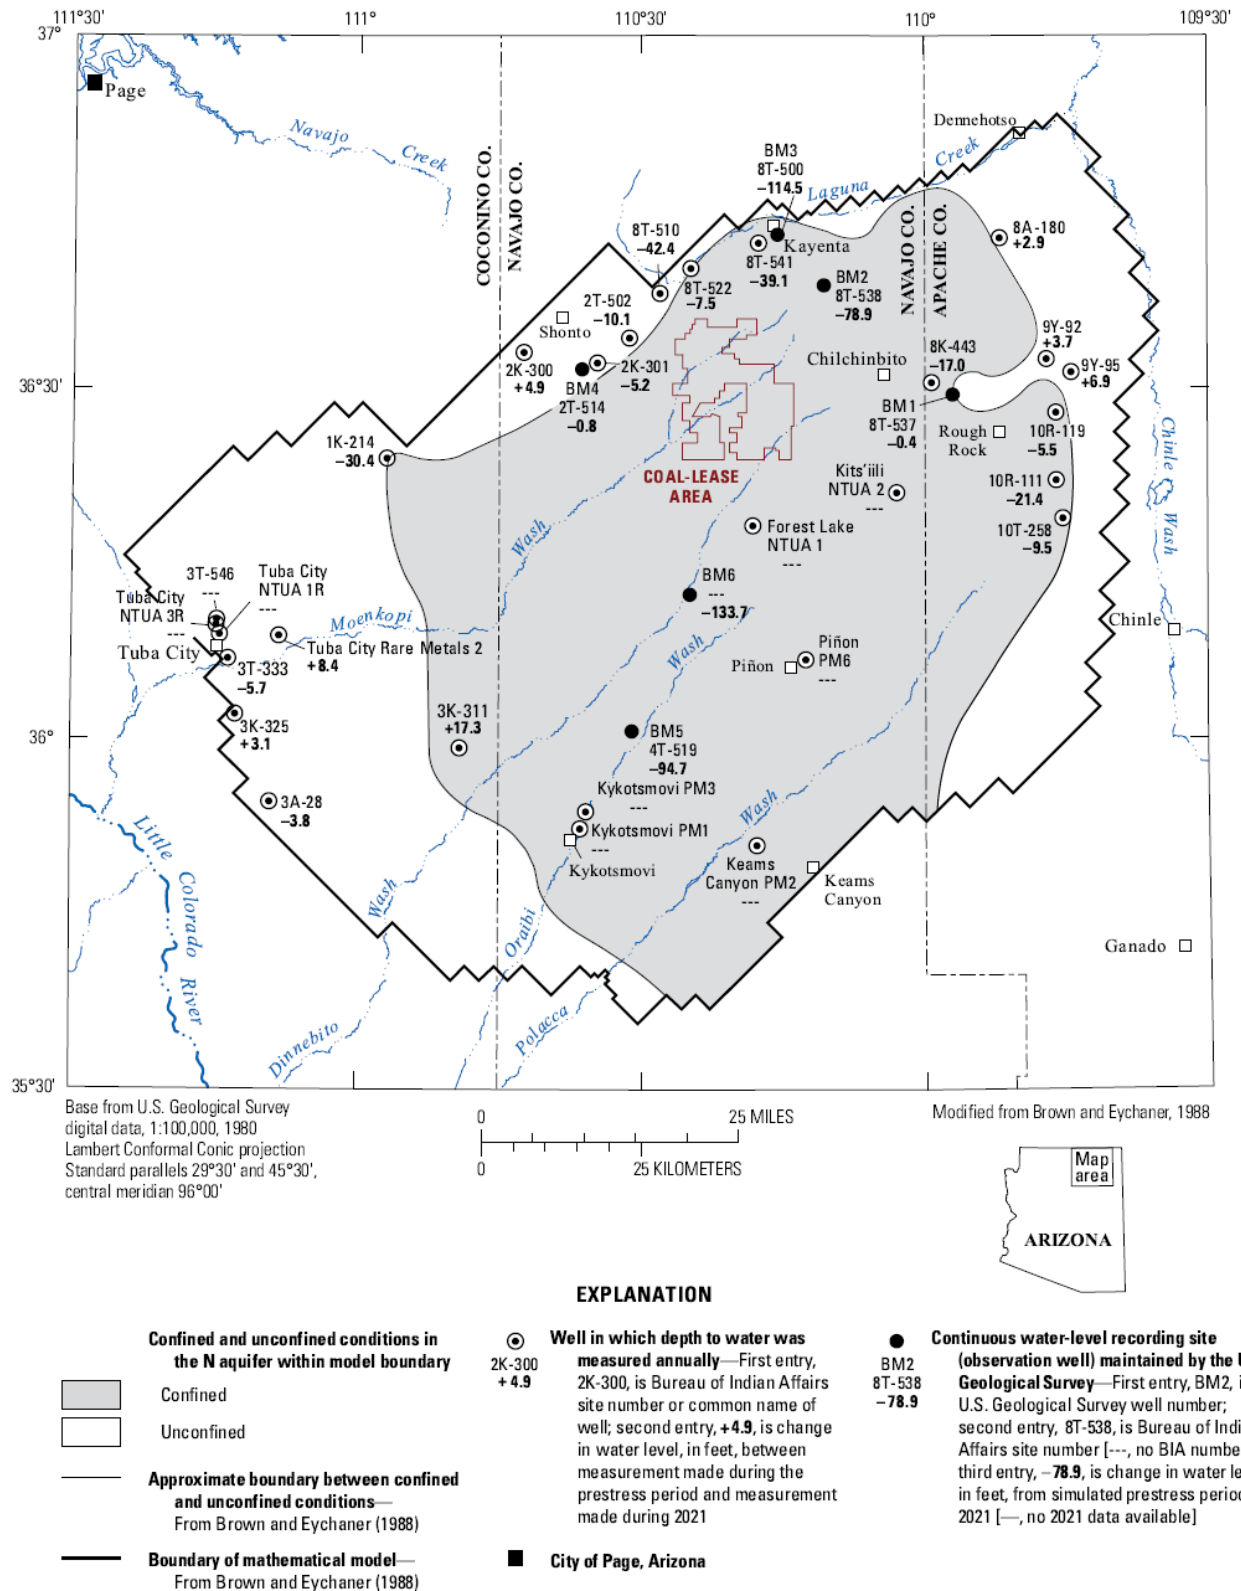 111°30'
111°
110°30'
110°
109°30'
37°
Page
Navajo
Creek
COCONINO CO.
NAVAJO CO.
Dennehotso
Creek
Laguna
BM3
8T-500
−114.5
Kayenta
8T-510
−42.4
8T-541
−39.1
8T-522
−7.5
BM2
8T-538
−78.9
NAVAJO CO.
APACHE CO.
8A-180
+2.9
2T-502
−10.1
Shonto
2K-300
+4.9
2K-301
−5.2
BM4
2T-514
−0.8
9Y-92
+3.7
9Y-95
+6.9
8K-443
−17.0
Chilchinbito
36°30'
BM1
8T-537
−0.4
Rough
Rock
10R-119
−5.5
1K-214
−30.4
COAL-LEASE
AREA
Kits'iili
NTUA 2
---
10R-111
−21.4
10T-258
−9.5
Chinle
Wash
Wash
Forest Lake
NTUA 1
---
BM6
---
−133.7
3T-546
---
Tuba City
NTUA 1R
---
Tuba City
NTUA 3R
---
Moenkopi
Tuba City
Tuba City Rare Metals 2
+8.4
3T-333
−5.7
Wash
Piñon
Piñon
PM6
---
Chinle
3K-325
+3.1
3K-311
+17.3
36°
BM5
4T-519
−94.7
3A-28
−3.8
Kykotsmovi PM3
---
Kykotsmovi PM1
---
Kykotsmovi
Wash
Keams
Canyon PM2
---
Keams
Canyon
Little
Colorado
River
Wash
Oraibi
Ganado
Dinnebito
Polacca
35°30'
Base from U.S. Geological Survey
digital data, 1:100,000, 1980
Lambert Conformal Conic projection
Standard parallels 29°30' and 45°30',
central meridian 96°00'
0
25 MILES
0
25 KILOMETERS
Modified from Brown and Eychaner, 1988
Map
area
ARIZONA
EXPLANATION
Confined and unconfined conditions in
the N aquifer within model boundary
Confined
Unconfined
Approximate boundary between confined
and unconfined conditions—
From Brown and Eychaner (1988)
Boundary of mathematical model—
From Brown and Eychaner (1988)
2K-300
+ 4.9
Well in which depth to water was
measured annually—First entry,
2K-300, is Bureau of Indian Affairs
site number or common name of
well; second entry, +4.9, is change
in water level, in feet, between
measurement made during the
prestress period and measurement
made during 2021
City of Page, Arizona
BM2
8T-538
−78.9
Continuous water-level recording site
(observation well) maintained by the U
Geological Survey—First entry, BM2, i
U.S. Geological Survey well number;
second entry, 8T-538, is Bureau of Indi
Affairs site number [---, no BIA number
third entry, −78.9, is change in water le
in feet, from simulated prestress period
2021 [—, no 2021 data available]